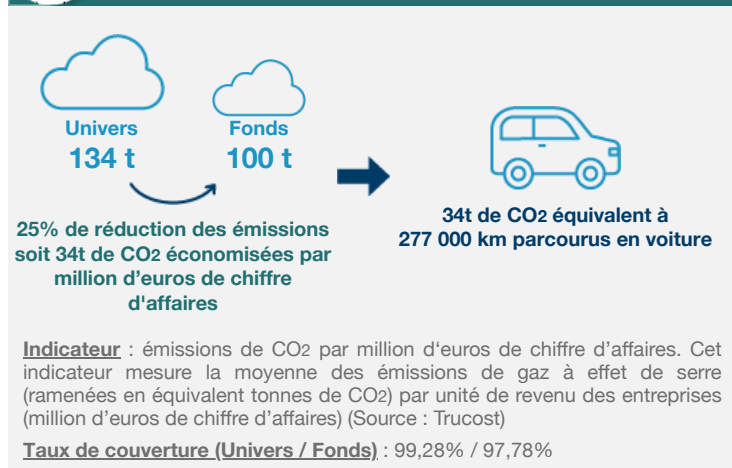 Univers
134 t
Fonds
100 t
25% de réduction des émissions
soit 34t de CO2 économisées par
million d’euros de chiffre
d'affaires
34t de CO2 équivalent à
277 000 km parcourus en voiture
Indicateur : émissions de CO2 par million d‘euros de chiffre d’affaires. Cet
indicateur mesure la moyenne des émissions de gaz à effet de serre
(ramenées en équivalent tonnes de CO2) par unité de revenu des entreprises
(million d’euros de chiffre d’affaires) (Source : Trucost)
Taux de couverture (Univers / Fonds) : 99,28% / 97,78%